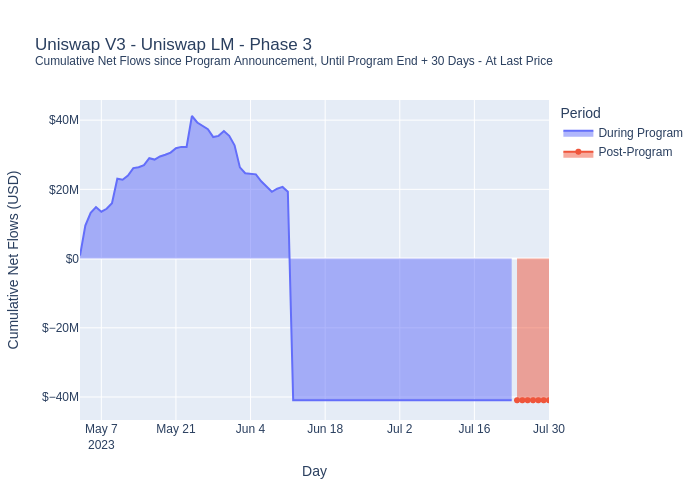 Uniswap V3 - Uniswap LM - Phase 3
Cumulative Net Flows since Program Announcement, Until Program End + 30 Days - At Last Price
Period
During Program
Post-Program
Cumulative Net Flows (USD)
$40M
$20M
$0
$−20M
$−40M
May 7
2023
May 21
Jun 4
Jun 18
Jul 2
Jul 16
Jul 30
Day